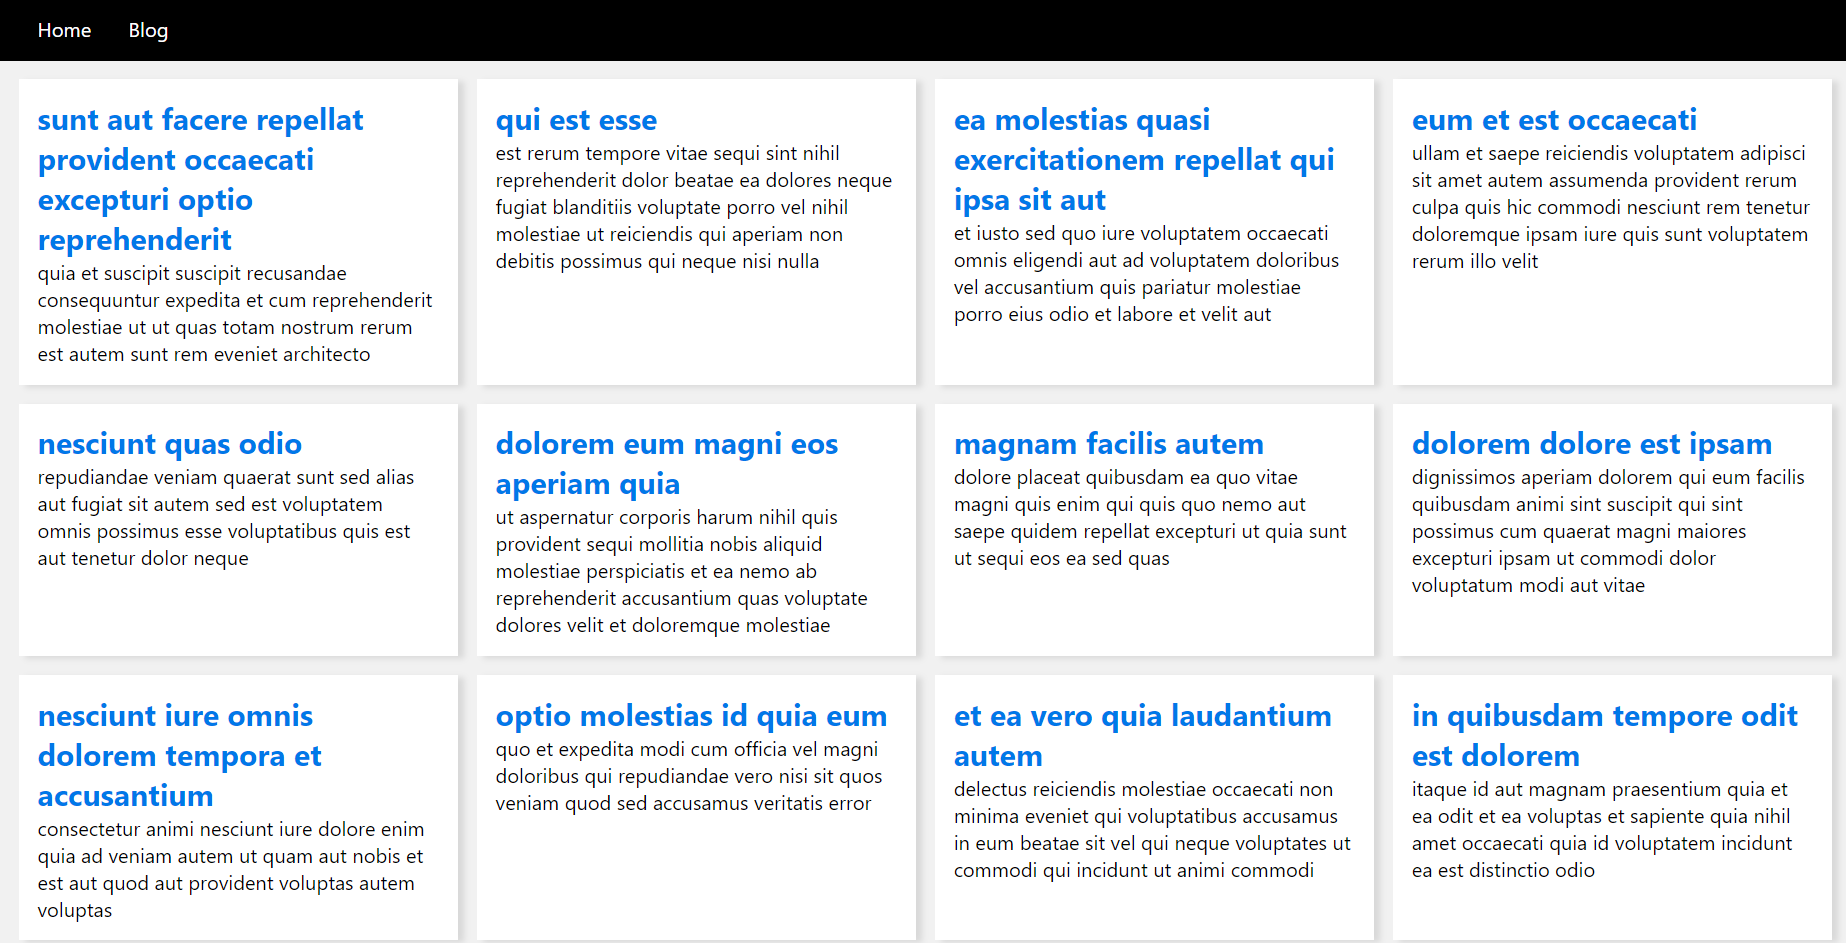 Home Blog
sunt aut facere repellat
provident occaecati
excepturi optio
reprehenderit
quia et suscipit suscipit recusandae
consequuntur expedita et cum reprehenderit
molestiae ut ut quas totam nostrum rerum
est autem sunt rem eveniet architecto
qui est esse
est rerum tempore vitae sequi sint nihil
reprehenderit dolor beatae ea dolores neque
fugiat blanditiis voluptate porro vel nihil
molestiae ut reiciendis qui aperiam non
debitis possimus qui neque nisi nulla
ea molestias quasi
exercitationem repellat qui
ipsa sit aut
et iusto sed quo iure voluptatem occaecati
omnis eligendi aut ad voluptatem doloribus
vel accusantium quis pariatur molestiae
porro eius odio et labore et velit aut
eum et est occaecati
ullam et saepe reiciendis voluptatem adipisci
sit amet autem assumenda provident rerum
culpa quis hic commodi nesciunt rem tenetur
doloremque ipsam iure quis sunt voluptatem
rerum illo velit
nesciunt quas odio
repudiandae veniam quaerat sunt sed alias
aut fugiat sit autem sed est voluptatem
omnis possimus esse voluptatibus quis est
aut tenetur dolor neque
dolorem eum magni eos
aperiam quia
ut aspernatur corporis harum nihil quis
provident sequi mollitia nobis aliquid
molestiae perspiciatis et ea nemo ab
reprehenderit accusantium quas voluptate
dolores velit et doloremque molestiae
magnam facilis autem
dolore placeat quibusdam ea quo vitae
magni quis enim qui quis quo nemo aut
saepe quidem repellat excepturi ut quia sunt
ut sequi eos ea sed quas
dolorem dolore est ipsam
dignissimos aperiam dolorem qui eum facilis
quibusdam animi sint suscipit qui sint
possimus cum quaerat magni maiores
excepturi ipsam ut commodi dolor
voluptatum modi aut vitae
nesciunt iure omnis
dolorem tempora et
accusantium
consectetur animi nesciunt iure dolore enim
quia ad veniam autem ut quam aut nobis et
est aut quod aut provident voluptas autem
voluptas
optio molestias id quia eum
quo et expedita modi cum officia vel magni
doloribus qui repudiandae vero nisi sit quos
veniam quod sed accusamus veritatis error
et ea vero quia laudantium
autem
delectus reiciendis molestiae occaecati non
minima eveniet qui voluptatibus accusamus
in eum beatae sit vel qui neque voluptates ut
commodi qui incidunt ut animi commodi
in quibusdam tempore odit
est dolorem
itaque id aut magnam praesentium quia et
ea odit et ea voluptas et sapiente quia nihil
amet occaecati quia id voluptatem incidunt
ea est distinctio odio